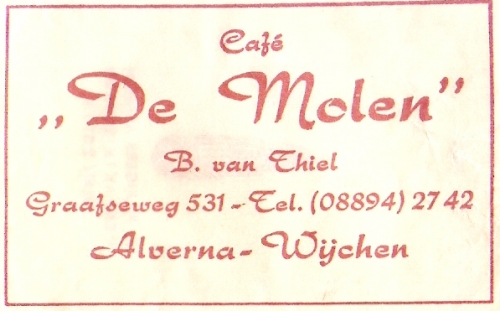 Café
„De Molen”
B. van Thiel
Graafseweg 531 - Tel. (08894) 27 42
Alverna - Wijchen